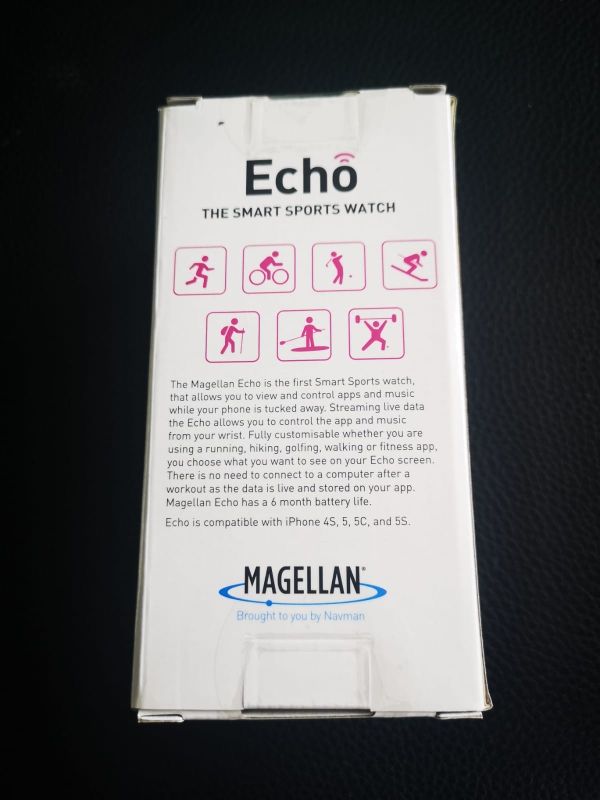 Echo
THE SMART SPORTS WATCH
The Magellan Echo is the first Smart Sports watch,
that allows you to view and control apps and music
while your phone is tucked away. Streaming live data
the Echo allows you to control the app and music
from your wrist. Fully customisable whether you are
using a running, hiking, golfing, walking or fitness app,
you choose what you want to see on your Echo screen.
There is no need to connect to a computer after a
workout as the data is live and stored on your app.
Magellan Echo has a 6 month battery life.
Echo is compatible with iPhone 4S, 5, 5C, and 5S.
MAGELLAN®
Brought to you by Navman